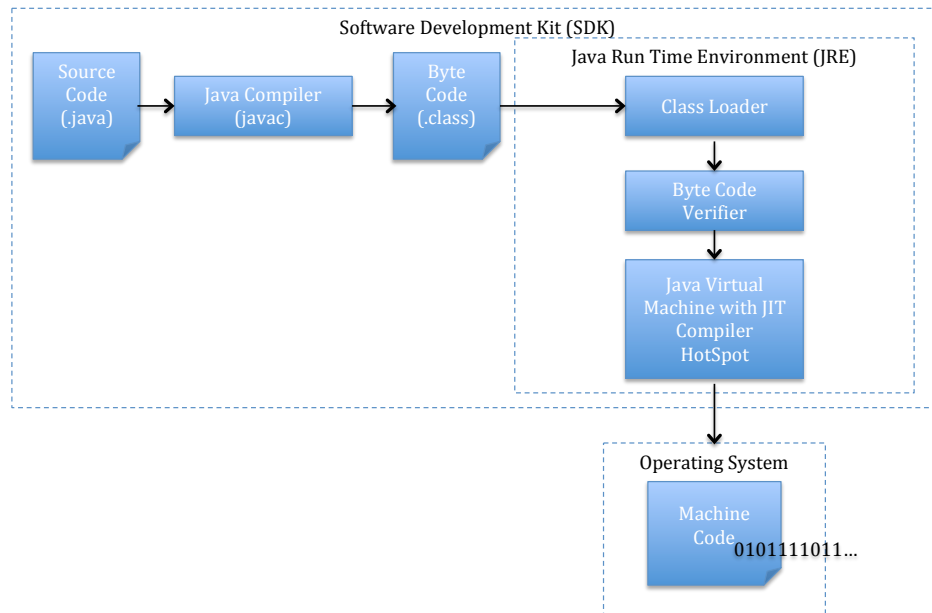 Software Development Kit (SDK)
Java Run Time Environment (JRE)
Source
Code
(.java)
Java Compiler
(javac)
Byte
Code
(.class)
Class Loader
Byte Code
Verifier
Java Virtual
Machine with JIT
Compiler
HotSpot
Operating System
Machine
Code
0101111011…